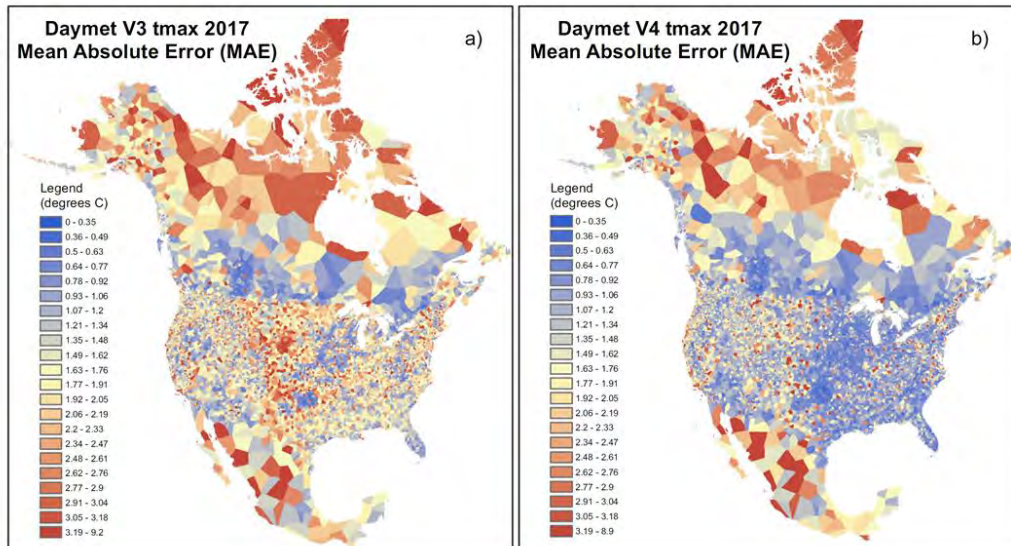 Daymet V3 tmax 2017
Mean Absolute Error (MAE)
a)
Legend
(degrees C)
0 - 0.35
0.36 - 0.49
0.5 - 0.63
0.64 - 0.77
0.78 - 0.92
0.93 - 1.06
1.07 - 1.2
1.21 - 1.34
1.35 - 1.48
1.49 - 1.62
1.63 - 1.76
1.77 - 1.91
1.92 - 2.05
2.06 - 2.19
2.2 - 2.33
2.34 - 2.47
2.48 - 2.61
2.62 - 2.76
2.77 - 2.9
2.91 - 3.04
3.05 - 3.18
3.19 - 9.2
Daymet V4 tmax 2017
Mean Absolute Error (MAE)
b)
Legend
(degrees C)
0 - 0.35
0.36 - 0.49
0.5 - 0.63
0.64 - 0.77
0.78 - 0.92
0.93 - 1.06
1.07 - 1.2
1.21 - 1.34
1.35 - 1.48
1.49 - 1.62
1.63 - 1.76
1.77 - 1.91
1.92 - 2.05
2.06 - 2.19
2.2 - 2.33
2.34 - 2.47
2.48 - 2.61
2.62 - 2.76
2.77 - 2.9
2.91 - 3.04
3.05 - 3.18
3.19 - 8.9